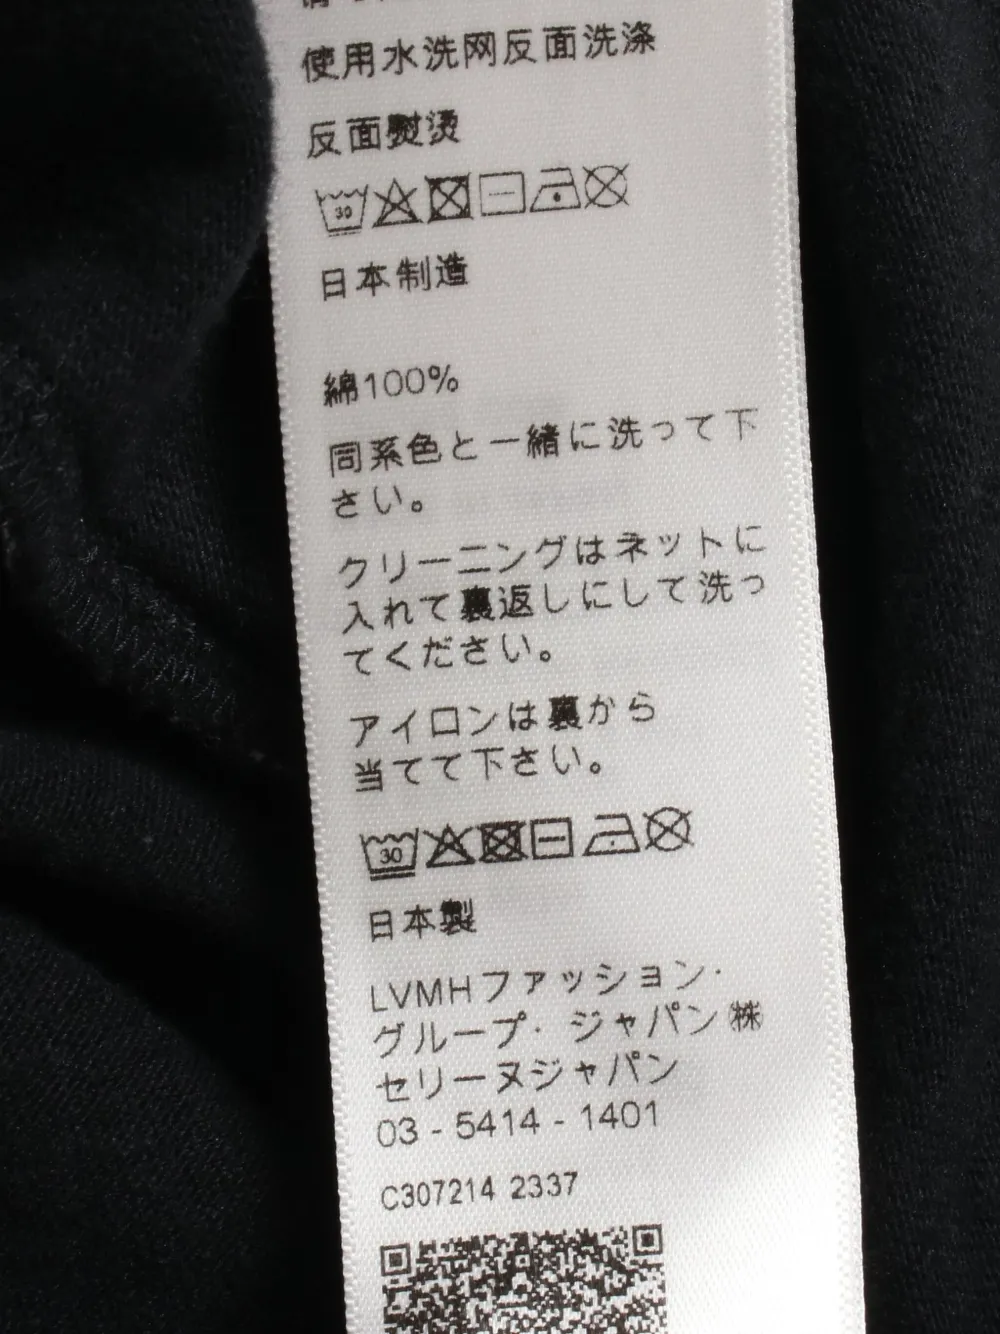 使用水洗网反面洗涤
反面熨烫
30
日本制造
綿100%
同系色と一緒に洗って下
さい。
クリーニングはネットに
入れて裏返しにして洗っ
てください。
アイロンは裏から
当てて下さい。
30
日本製
LVMHファッション・
グループ・ジャパン㈱
セリーヌジャパン
03 - 5414 - 1401
C307214 2337